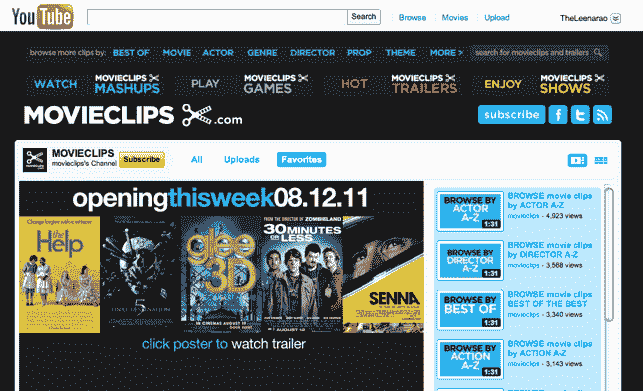 YouTube Search Browse Movies Upload TheLeenarao
browse more clips by: BEST OF MOVIE ACTOR GENRE DIRECTOR PROP THEME MORE > search for movieclips and trailers
WATCH MOVIECLIPS MASHUPS PLAY MOVIECLIPS GAMES HOT MOVIECLIPS TRAILERS ENJOY MOVIECLIPS SHOWS
MOVIECLIPS .com subscribe f t
MOVIECLIPS
movieclips's Channel
Subscribe
All Uploads Favorites
openingthisweek08.12.11
the Help
5
glee
3D
FROM THE DIRECTOR OF ZOMBIELAND
30 MINUTES
OR LESS
SENNA
click poster to watch trailer
BROWSE BY
ACTOR
A-Z
1:31
BROWSE movie clips
by ACTOR A-Z
movieclips - 4,923 views
BROWSE BY
DIRECTOR
A-Z
1:31
BROWSE movie clips
by DIRECTOR A-Z
movieclips - 3,568 views
BROWSE BY
BEST OF
1:31
BROWSE movie clips
BEST OF THE BEST
movieclips - 3,340 views
BROWSE BY
ACTION
A-Z
1:31
BROWSE movie clips
by ACTION A-Z
movieclips - 3,143 views